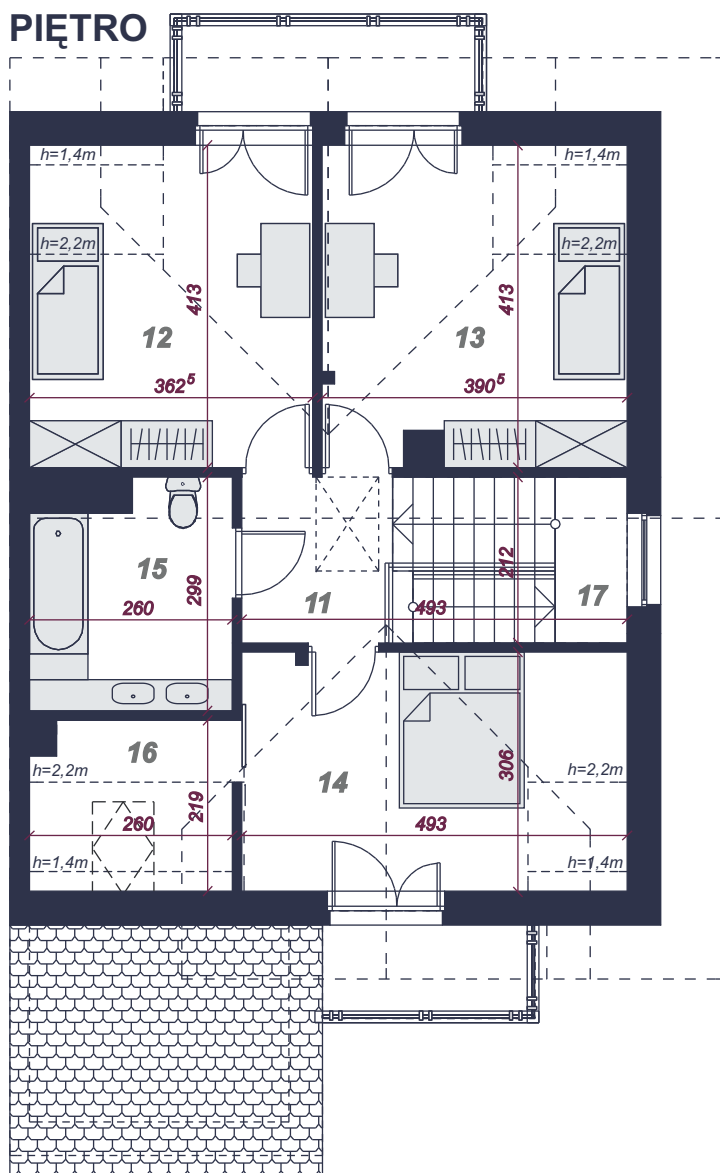 PIĘTRO
h=1,4m
h=1,4m
h=2,2m
h=2,2m
413
413
12
13
362⁵
390⁵
15
299
212
260
11
493
17
16
h=2,2m
14
306
h=2,2m
219
260
493
h=1,4m
h=1,4m